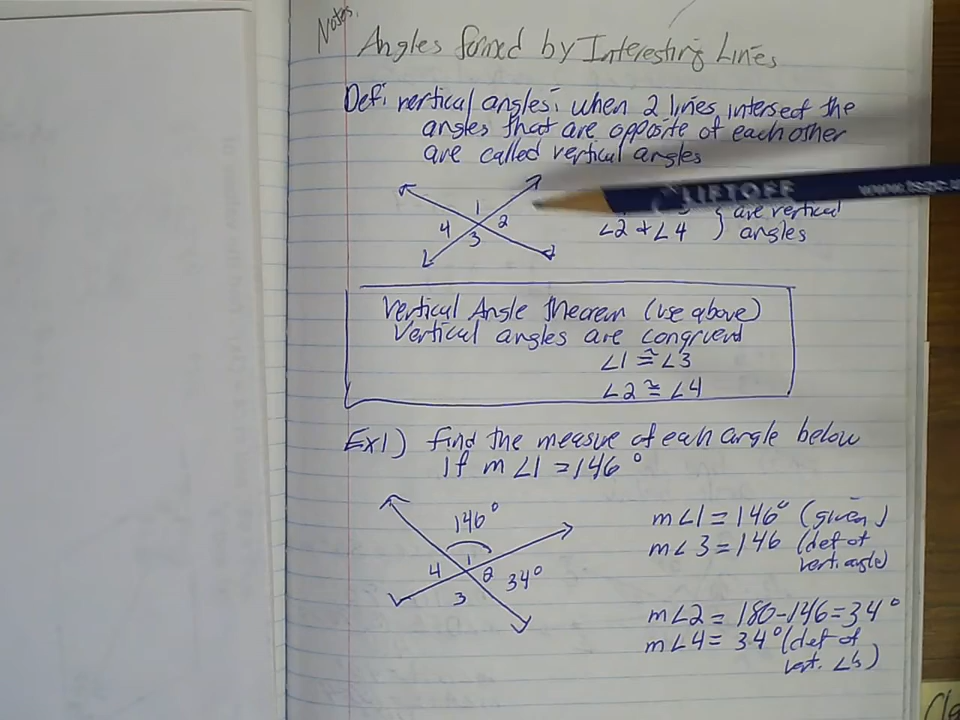 Notes
Angles formed by Interesting Lines
Def: vertical angles: when 2 lines intersect the
angles that are opposite of each other
are called vertical angles
LIFTOFF
1
2
3
4
are vertical
∠2 + ∠4 } angles
Vertical Angle theorem (use above)
Vertical angles are congruent
∠1 ≅ ∠3
∠2 ≅ ∠4
Ex1) find the measure of each angle below
if m∠1 = 146°
146°
1
4
2
34°
3
m∠1 = 146° (given)
m∠3 = 146 (def of
vert. angle)
m∠2 = 180-146 = 34°
m∠4 = 34° (def of
vert. ∠s)